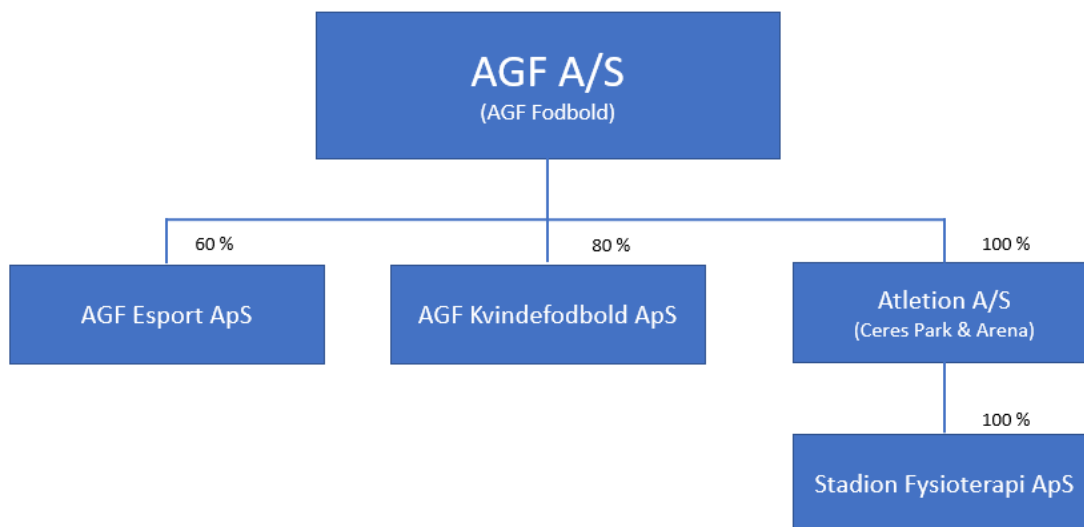 AGF A/S
(AGF Fodbold)
60 %
80 %
100 %
AGF Esport ApS
AGF Kvindefodbold ApS
Atletion A/S
(Ceres Park & Arena)
100 %
Stadion Fysioterapi ApS